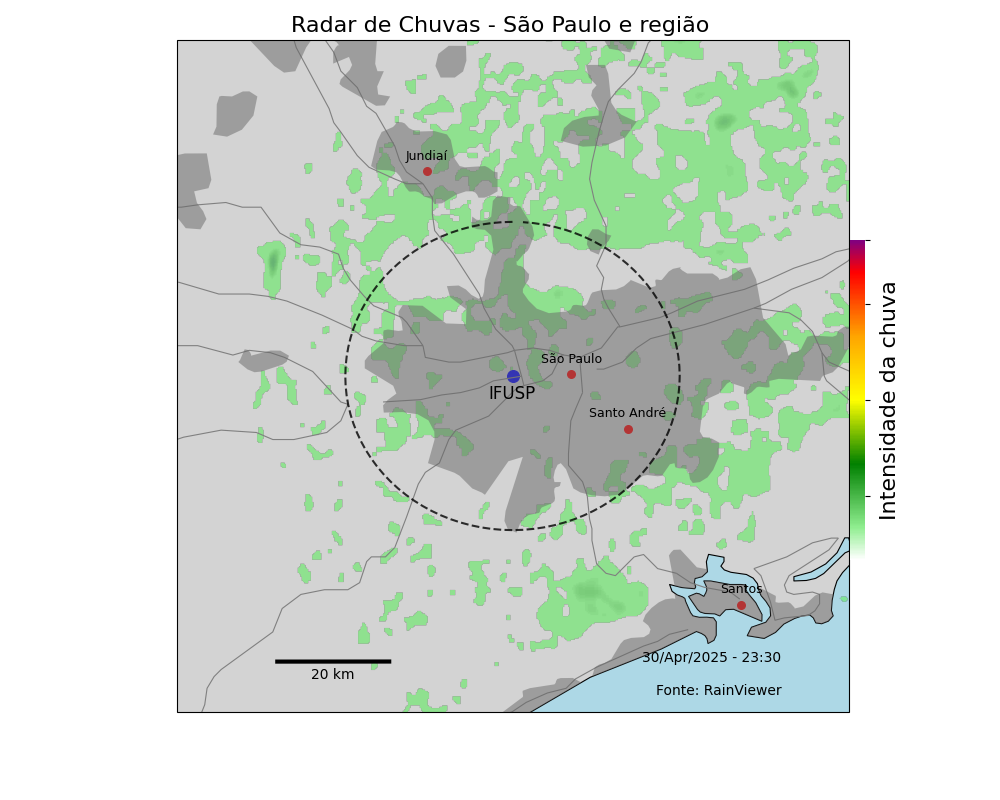 Radar de Chuvas - São Paulo e região
Jundiaí
São Paulo
IFUSP
Santo André
Santos
30/Apr/2025 - 23:30
20 km
Fonte: RainViewer
Intensidade da chuva